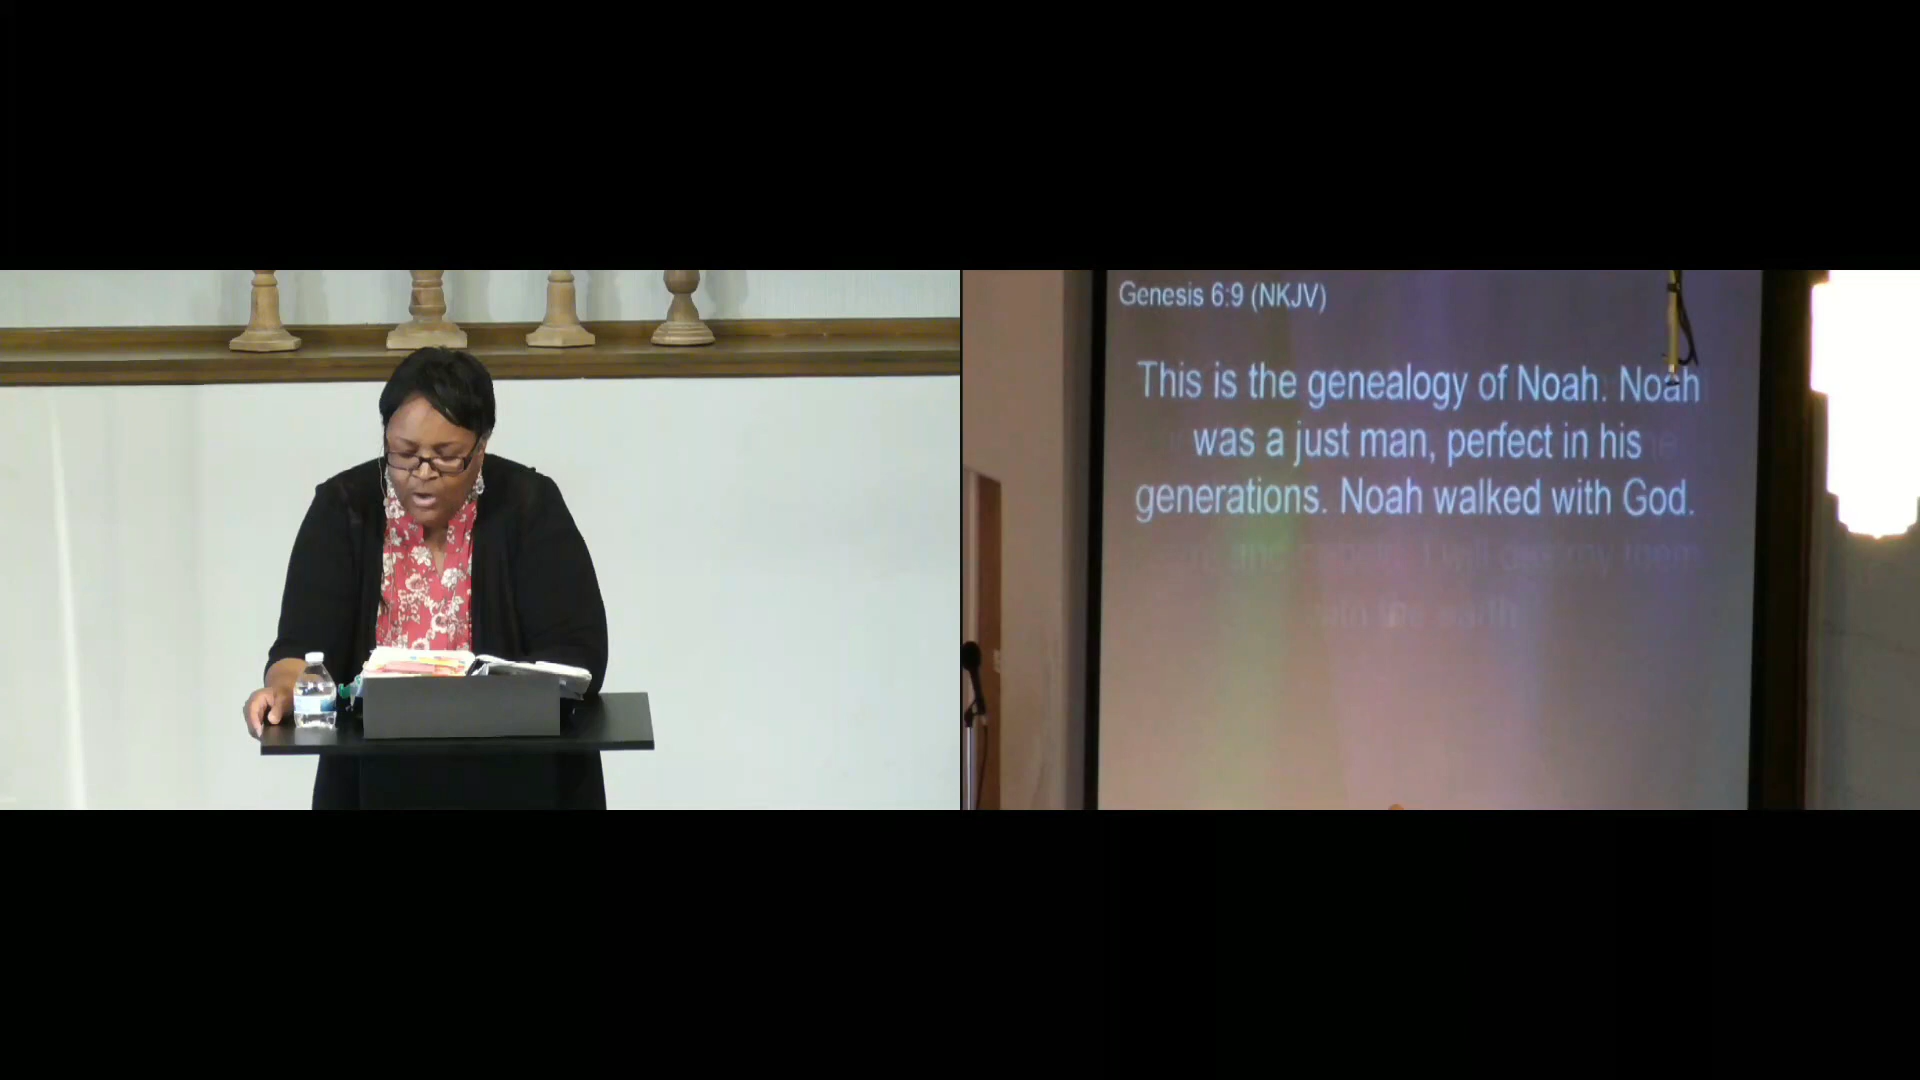 Genesis 6:9 (NKJV)
This is the genealogy of Noah. Noah
was a just man, perfect in his
generations. Noah walked with God.